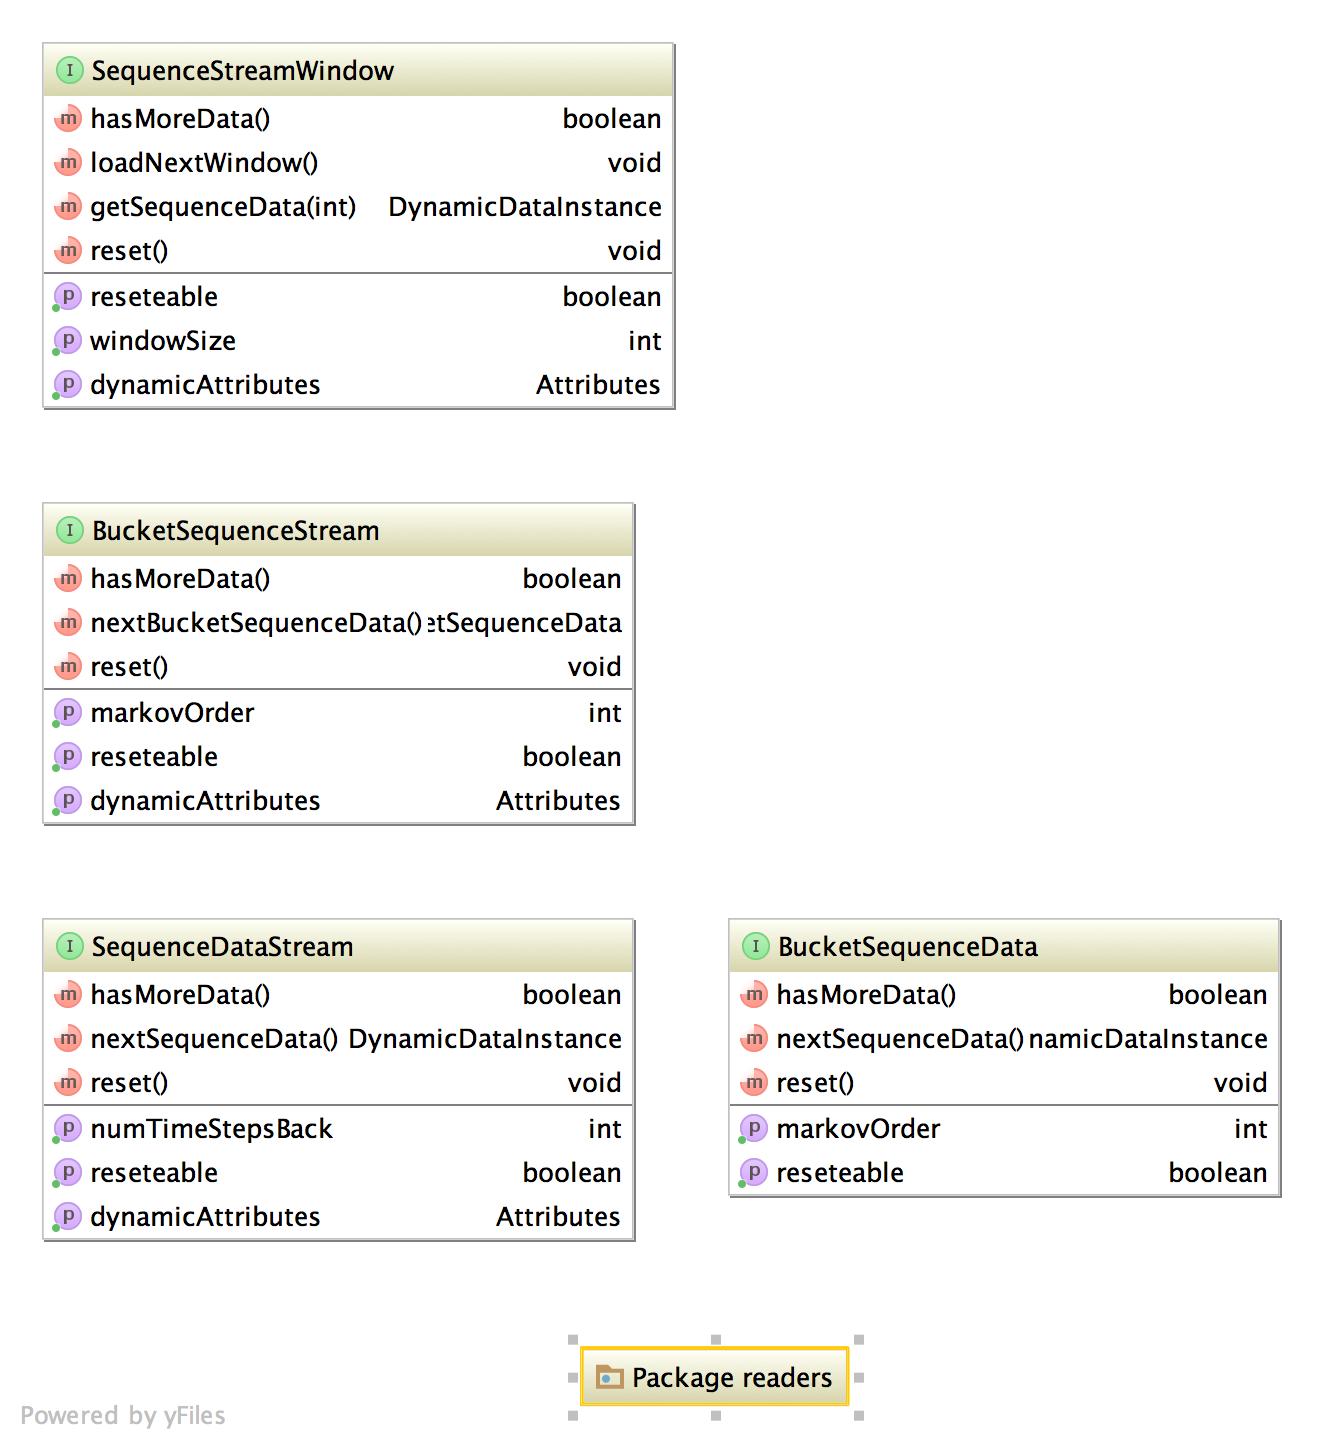 SequenceStreamWindow
hasMoreData() boolean
loadNextWindow() void
getSequenceData(int) DynamicDataInstance
reset() void
reseteable boolean
windowSize int
dynamicAttributes Attributes
BucketSequenceStream
hasMoreData() boolean
nextBucketSequenceData() etSequenceData
reset() void
markovOrder int
reseteable boolean
dynamicAttributes Attributes
SequenceDataStream
hasMoreData() boolean
nextSequenceData() DynamicDataInstance
reset() void
numTimeStepsBack int
reseteable boolean
dynamicAttributes Attributes
BucketSequenceData
hasMoreData() boolean
nextSequenceData() namicDataInstance
reset() void
markovOrder int
reseteable boolean
Package readers
Powered by yFiles